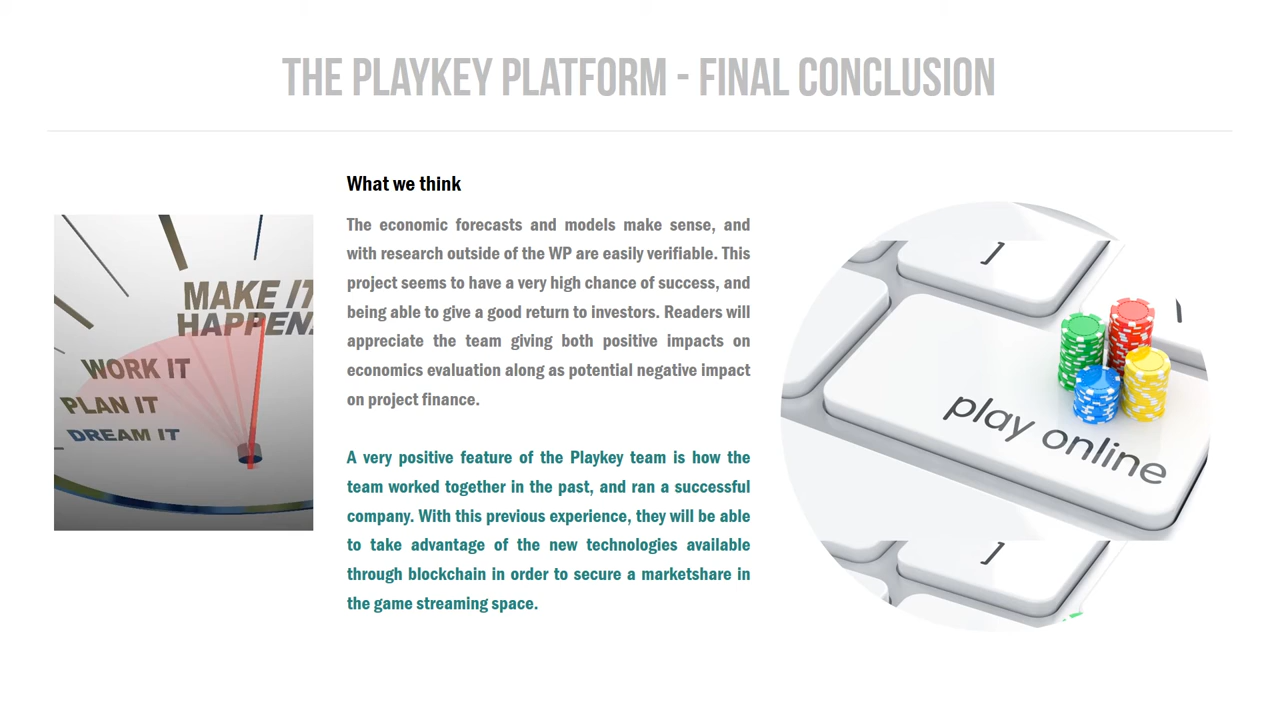 THE PLAYKEY PLATFORM - FINAL CONCLUSION
What we think
The economic forecasts and models make sense, and
with research outside of the WP are easily verifiable. This
project seems to have a very high chance of success, and
being able to give a good return to investors. Readers will
appreciate the team giving both positive impacts on
economics evaluation along as potential negative impact
on project finance.
A very positive feature of the Playkey team is how the
team worked together in the past, and ran a successful
company. With this previous experience, they will be able
to take advantage of the new technologies available
through blockchain in order to secure a marketshare in
the game streaming space.
MAKE IT
HAPPEN
WORK IT
PLAN IT
DREAM IT
]
play online
]